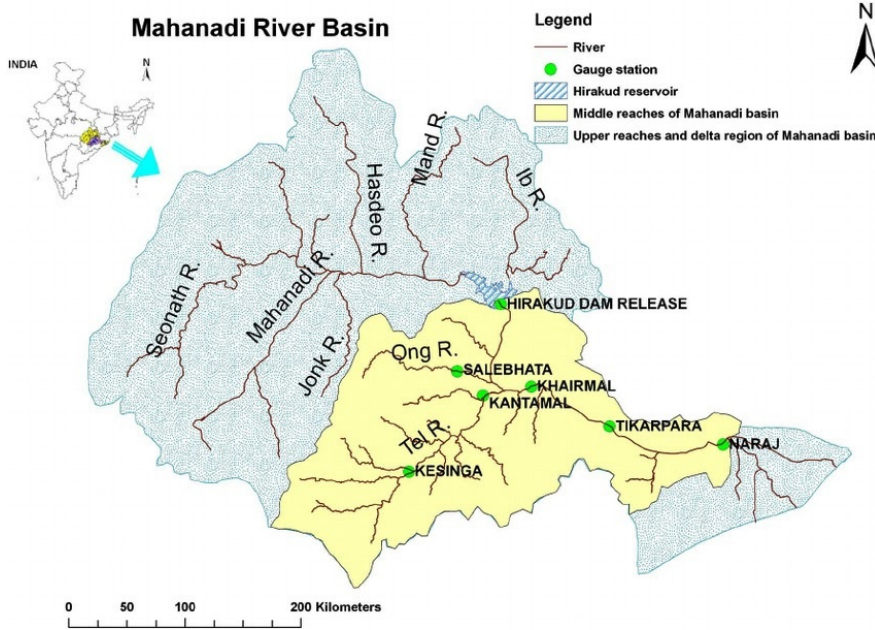 Mahanadi River Basin
INDIA
N
N
Legend
River
Gauge station
Hirakud reservoir
Middle reaches of Mahanadi basin
Upper reaches and delta region of Mahanadi basin
Hasdeo R.
Mand R.
Ib R.
Seonath R.
Mahanadi R.
Jonk R.
HIRAKUD DAM RELEASE
Ong R.
SALEBHATA
KHAIRMAL
KANTAMAL
Tel R.
TIKARPARA
NARAJ
KESINGA
0 50 100 200 Kilometers